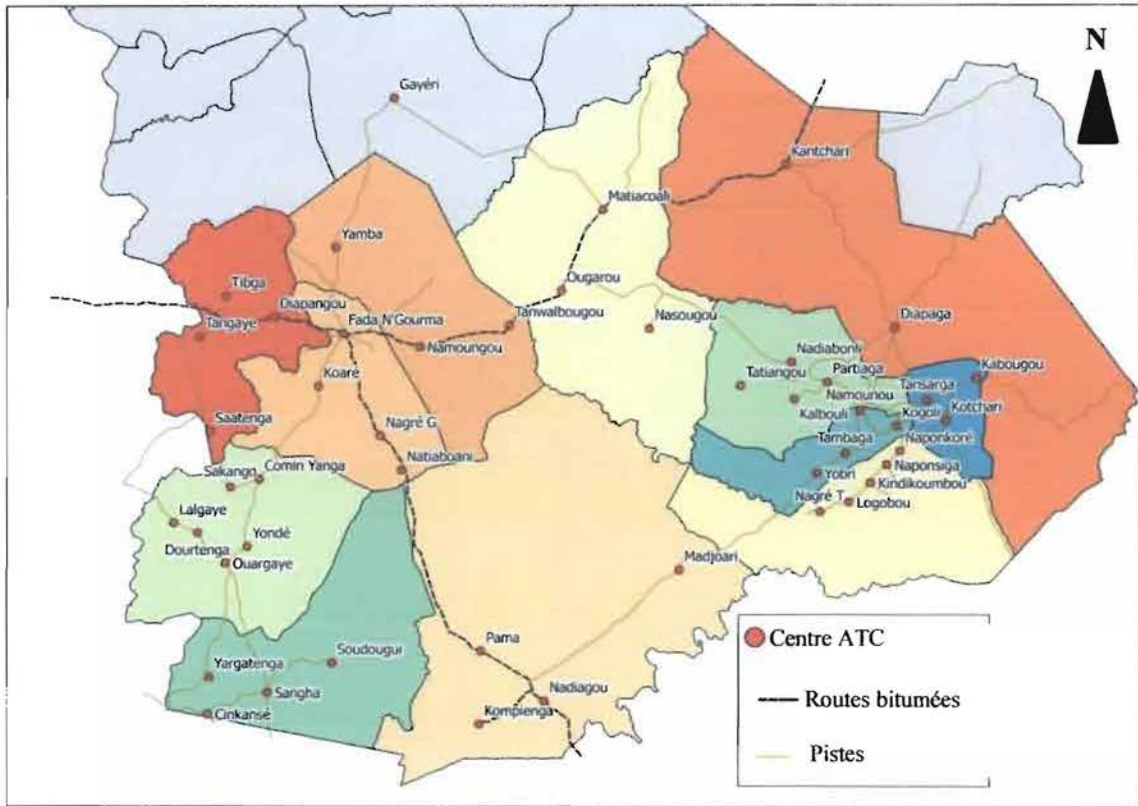 N
Gayéri
Kantchari
Matiacoali
Yamba
Ougarou
Tibga
Diapangou
Tanwalbougou
Diapaga
Tangaye
Fada N'Gourma
Nasougou
Namoungou
Nadiabonli
Kabougou
Koaré
Tatiangou
Partiaga
Tansarga
Namounou
Kalbouli
Kogoli
Kotchari
Saatenga
Nagré G
Tambaga
Naponkoré
Natiaboani
Naponsiga
Sakango
Comin Yanga
Yobri
Kindikoumbou
Nagré T
Logobou
Lalgaye
Yondé
Dourtenga
Ouargaye
Madjoari
Pama
Soudougui
Yargatenga
Sangha
Nadiagou
Cinkansé
Kompienga
Centre ATC
Routes bitumées
Pistes